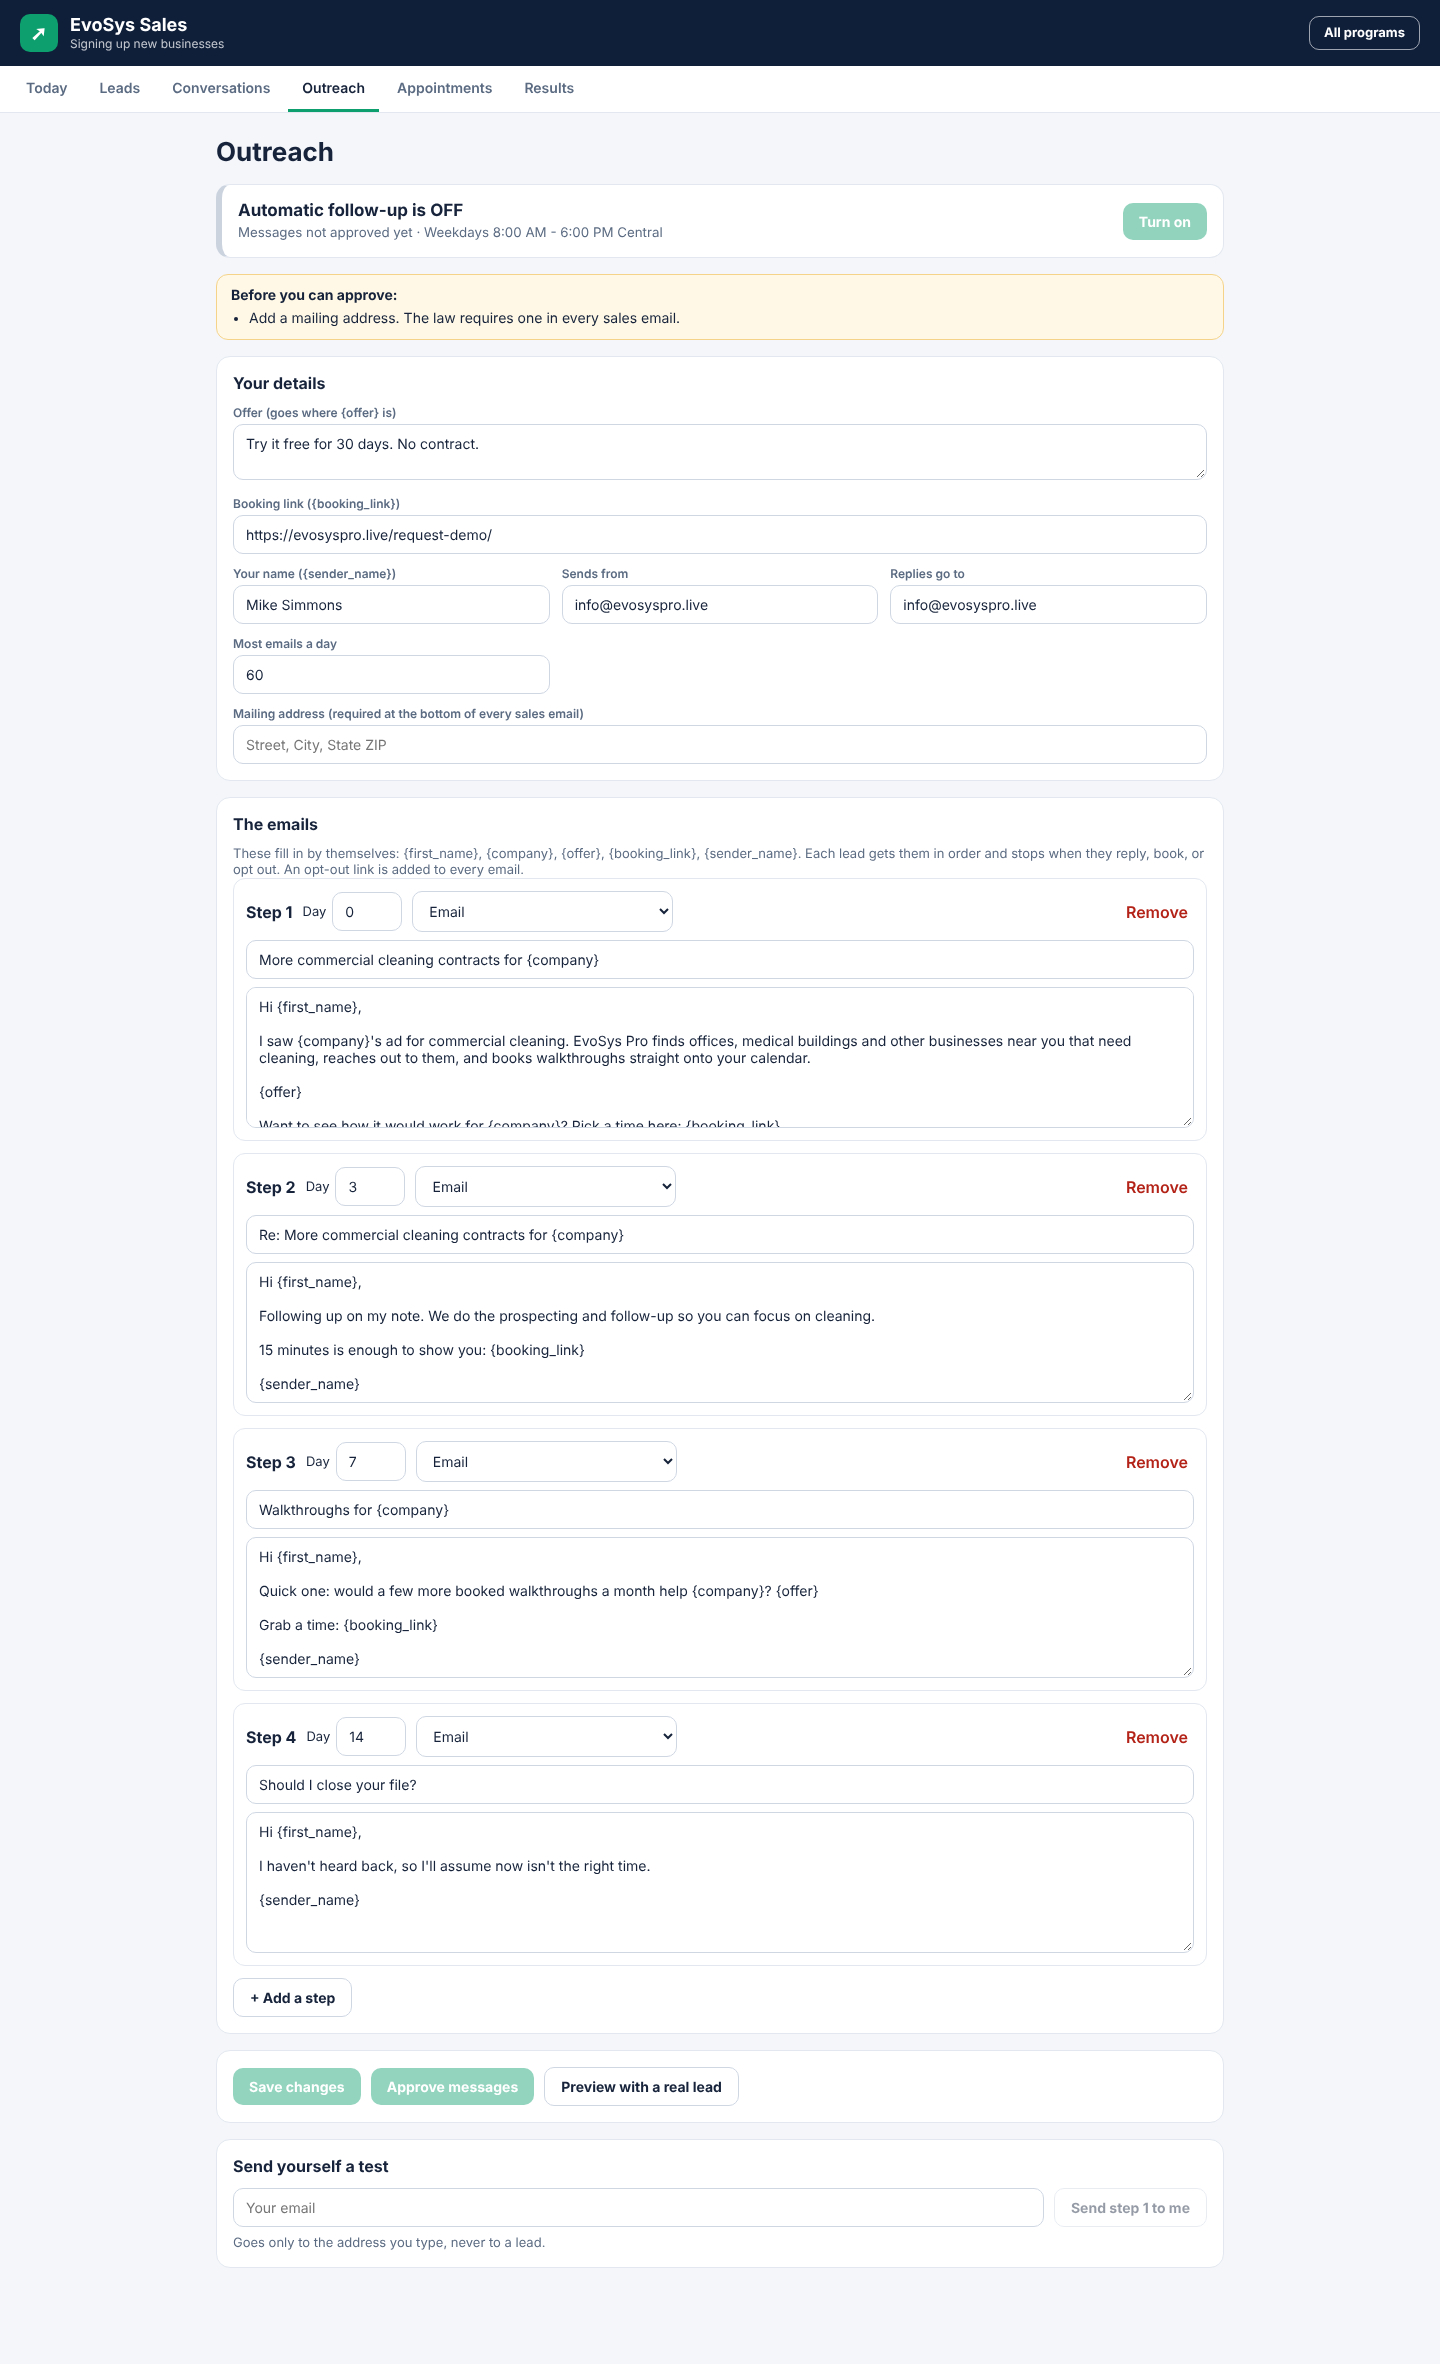 EvoSys Sales
Signing up new businesses
All programs
Today
Leads
Conversations
Outreach
Appointments
Results
Outreach
Automatic follow-up is OFF
Messages not approved yet · Weekdays 8:00 AM - 6:00 PM Central
Turn on
Before you can approve:
• Add a mailing address. The law requires one in every sales email.
Your details
Offer (goes where {offer} is)
Try it free for 30 days. No contract.
Booking link ({booking_link})
https://evosyspro.live/request-demo/
Your name ({sender_name})
Sends from
Replies go to
Mike Simmons
info@evosyspro.live
info@evosyspro.live
Most emails a day
60
Mailing address (required at the bottom of every sales email)
Street, City, State ZIP
The emails
These fill in by themselves: {first_name}, {company}, {offer}, {booking_link}, {sender_name}. Each lead gets them in order and stops when they reply, book, or
opt out. An opt-out link is added to every email.
Step 1 Day 0 Email Remove
More commercial cleaning contracts for {company}
Hi {first_name},
I saw {company}'s ad for commercial cleaning. EvoSys Pro finds offices, medical buildings and other businesses near you that need
cleaning, reaches out to them, and books walkthroughs straight onto your calendar.
{offer}
Want to see how it would work for {company}? Pick a time here: {booking_link}
Step 2 Day 3 Email Remove
Re: More commercial cleaning contracts for {company}
Hi {first_name},
Following up on my note. We do the prospecting and follow-up so you can focus on cleaning.
15 minutes is enough to show you: {booking_link}
{sender_name}
Step 3 Day 7 Email Remove
Walkthroughs for {company}
Hi {first_name},
Quick one: would a few more booked walkthroughs a month help {company}? {offer}
Grab a time: {booking_link}
{sender_name}
Step 4 Day 14 Email Remove
Should I close your file?
Hi {first_name},
I haven't heard back, so I'll assume now isn't the right time.
{sender_name}
+ Add a step
Save changes
Approve messages
Preview with a real lead
Send yourself a test
Your email
Send step 1 to me
Goes only to the address you type, never to a lead.